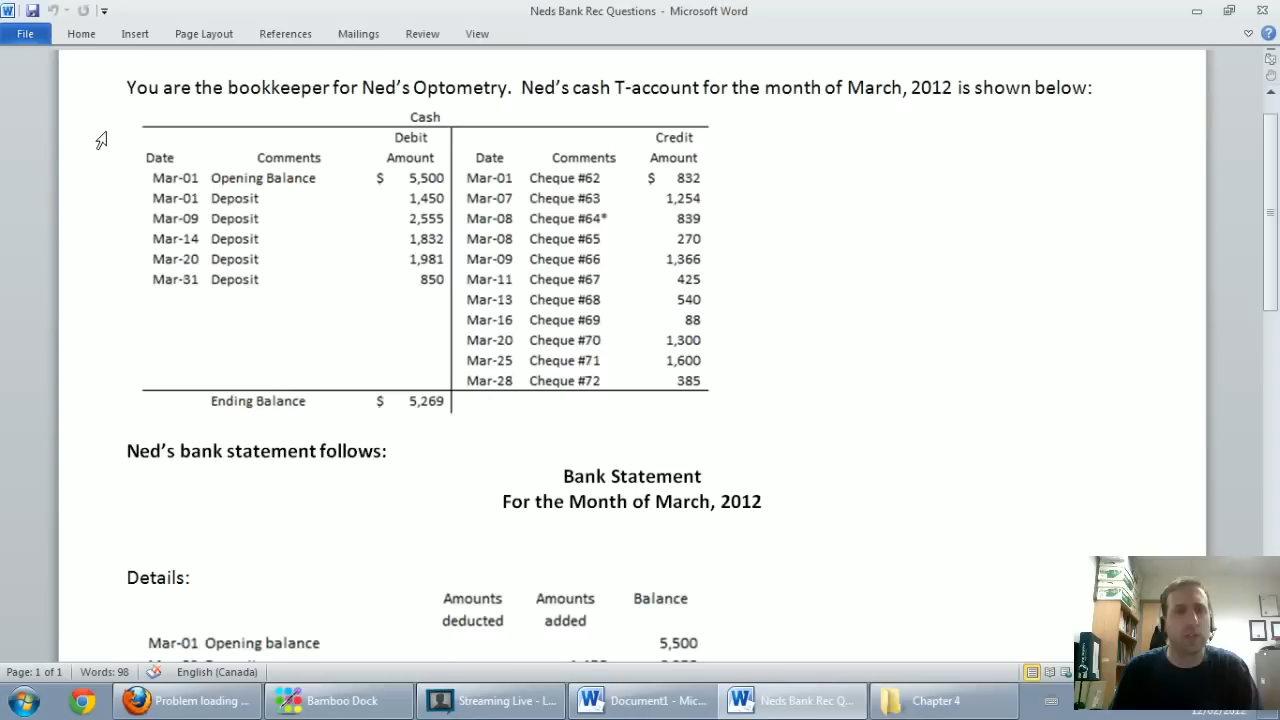 Neds Bank Rec Questions - Microsoft Word
File Home Insert Page Layout References Mailings Review View
You are the bookkeeper for Ned's Optometry. Ned's cash T-account for the month of March, 2012 is shown below:
Cash
Debit Credit
Date Comments Amount Date Comments Amount
Mar-01 Opening Balance $ 5,500 Mar-01 Cheque #62 $ 832
Mar-01 Deposit 1,450 Mar-07 Cheque #63 1,254
Mar-09 Deposit 2,555 Mar-08 Cheque #64* 839
Mar-14 Deposit 1,832 Mar-08 Cheque #65 270
Mar-20 Deposit 1,981 Mar-09 Cheque #66 1,366
Mar-31 Deposit 850 Mar-11 Cheque #67 425
Mar-13 Cheque #68 540
Mar-16 Cheque #69 88
Mar-20 Cheque #70 1,300
Mar-25 Cheque #71 1,600
Mar-28 Cheque #72 385
Ending Balance $ 5,269
Ned's bank statement follows:
Bank Statement
For the Month of March, 2012
Details:
Amounts Amounts Balance
deducted added
Mar-01 Opening balance 5,500
Page: 1 of 1 Words: 98 English (Canada)
Problem loading ... Bamboo Dock Streaming Live - L... Document1 - Mic... Neds Bank Rec Q... Chapter 4